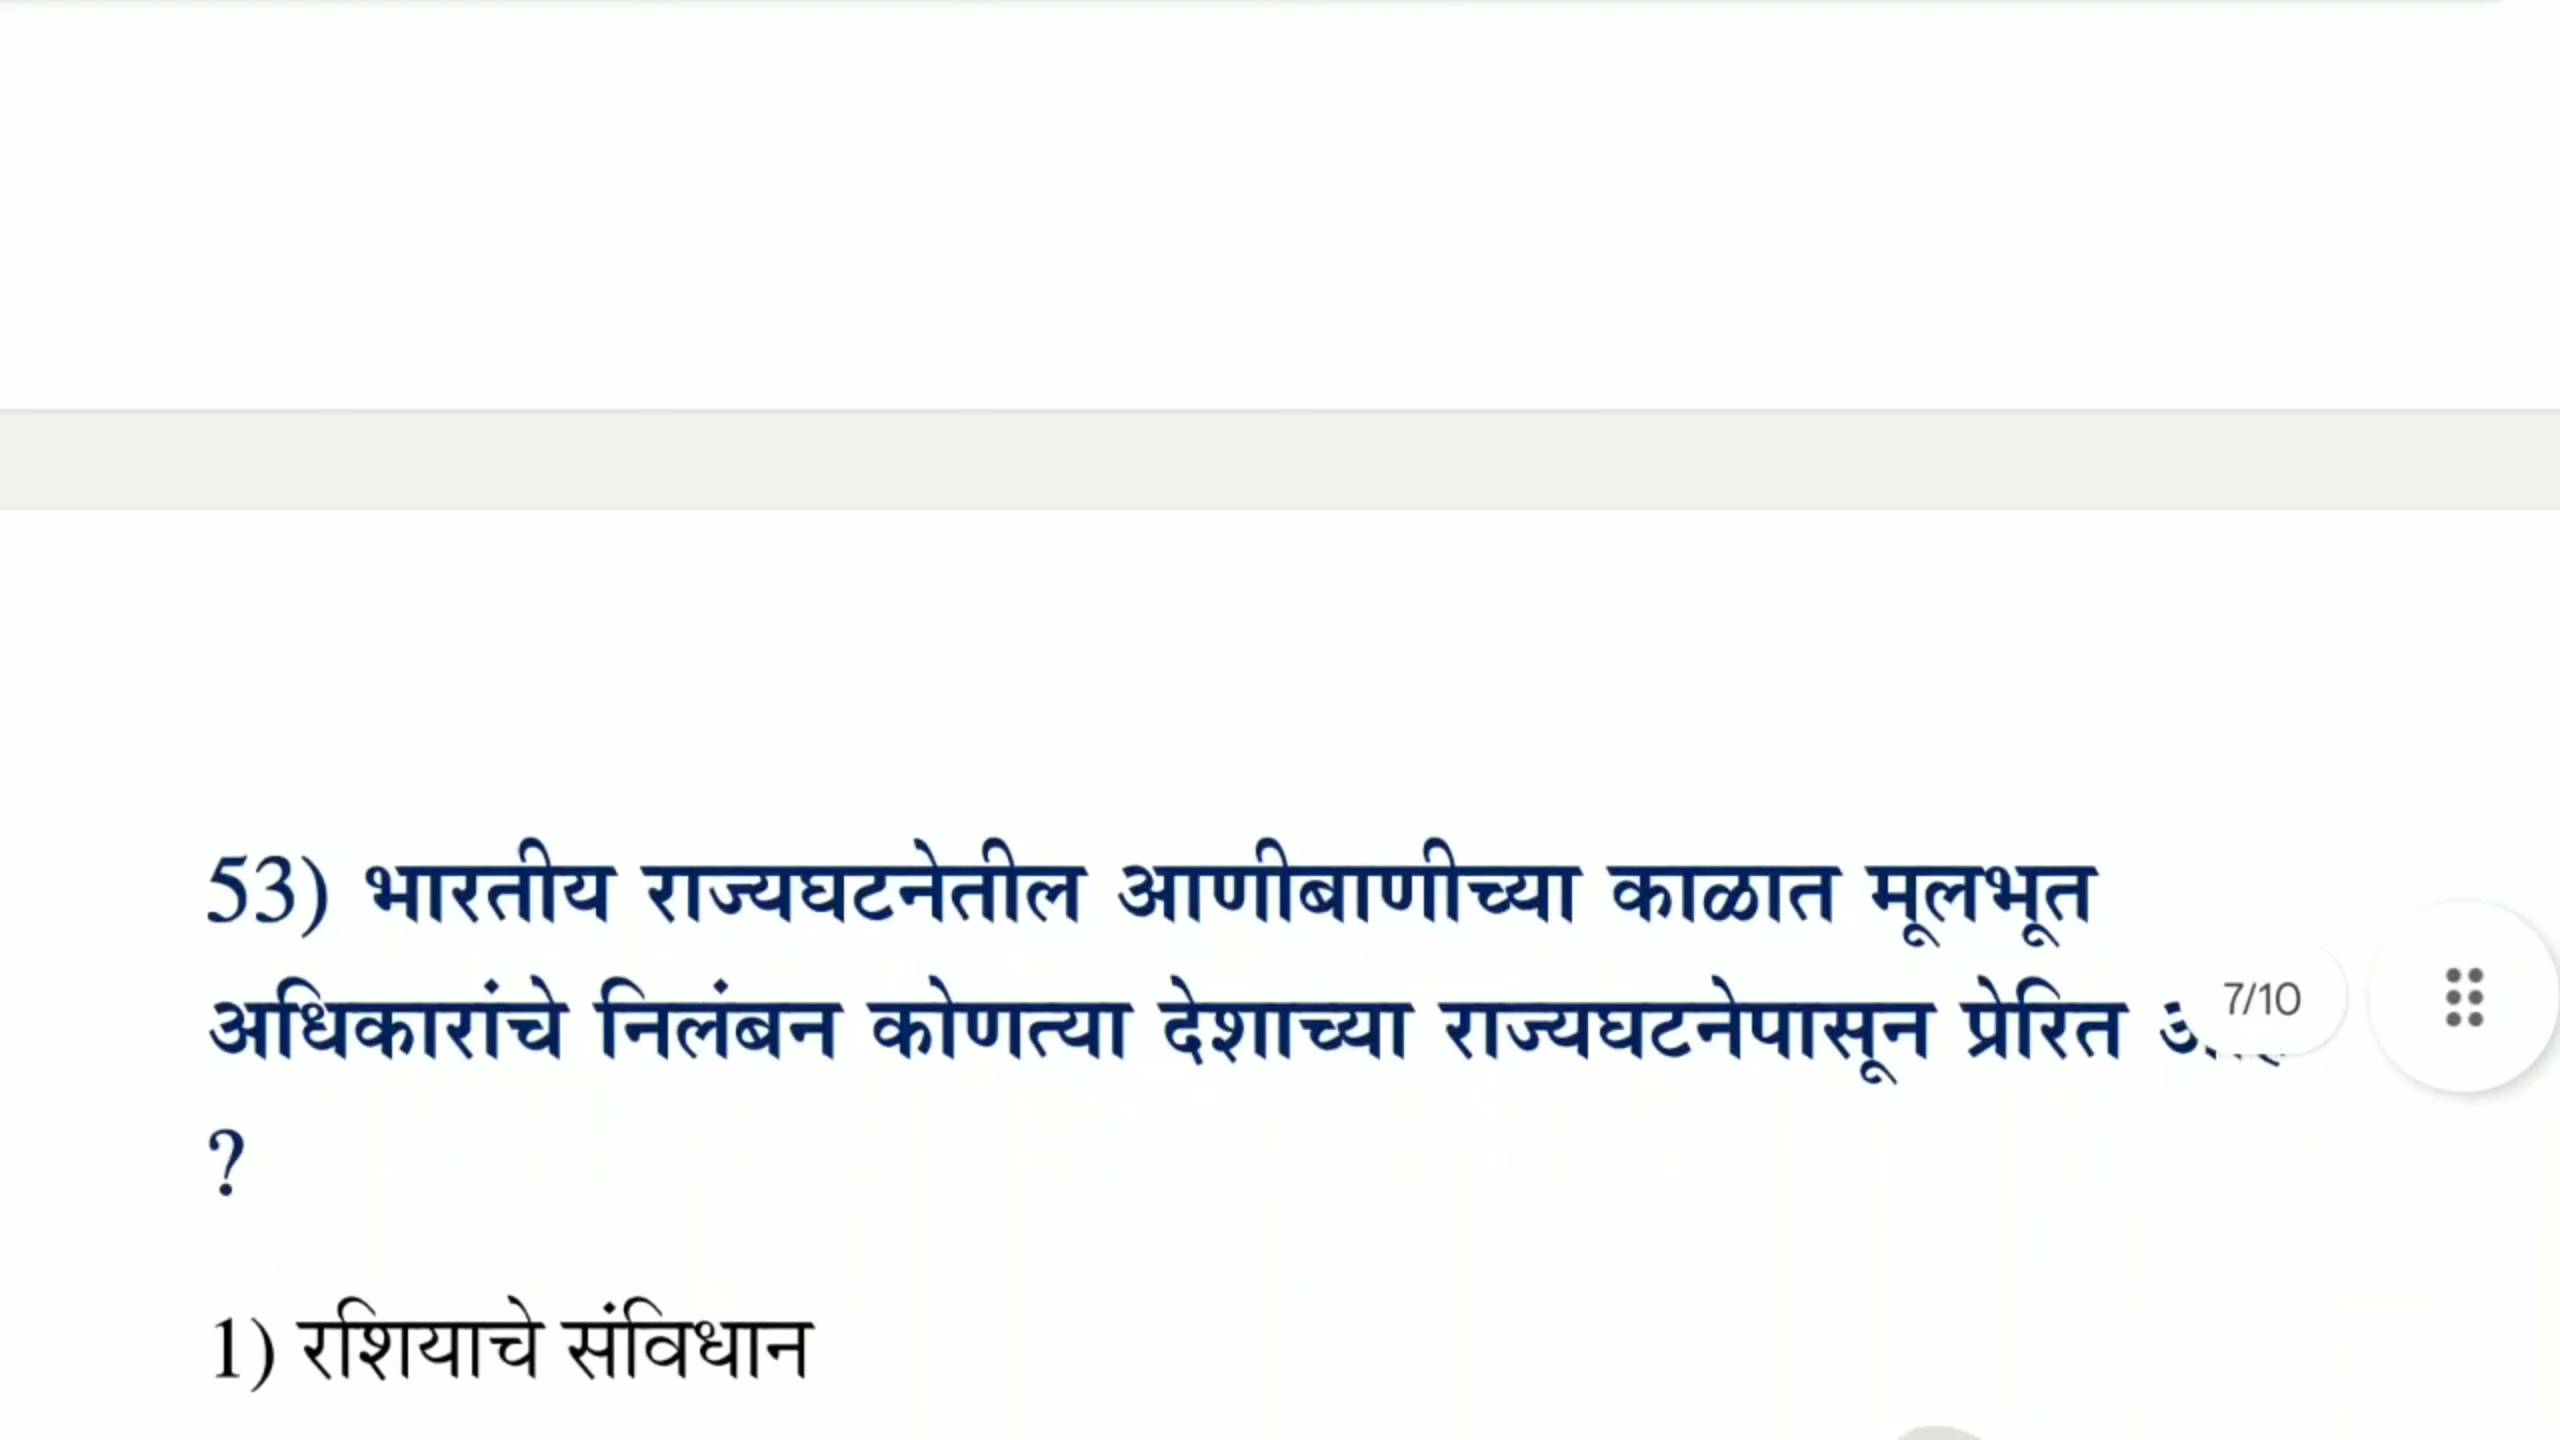 53) भारतीय राज्यघटनेतील आणीबाणीच्या काळात मूलभूत
अधिकारांचे निलंबन कोणत्या देशाच्या राज्यघटनेपासून प्रेरित
7/10
?
1) रशियाचे संविधान